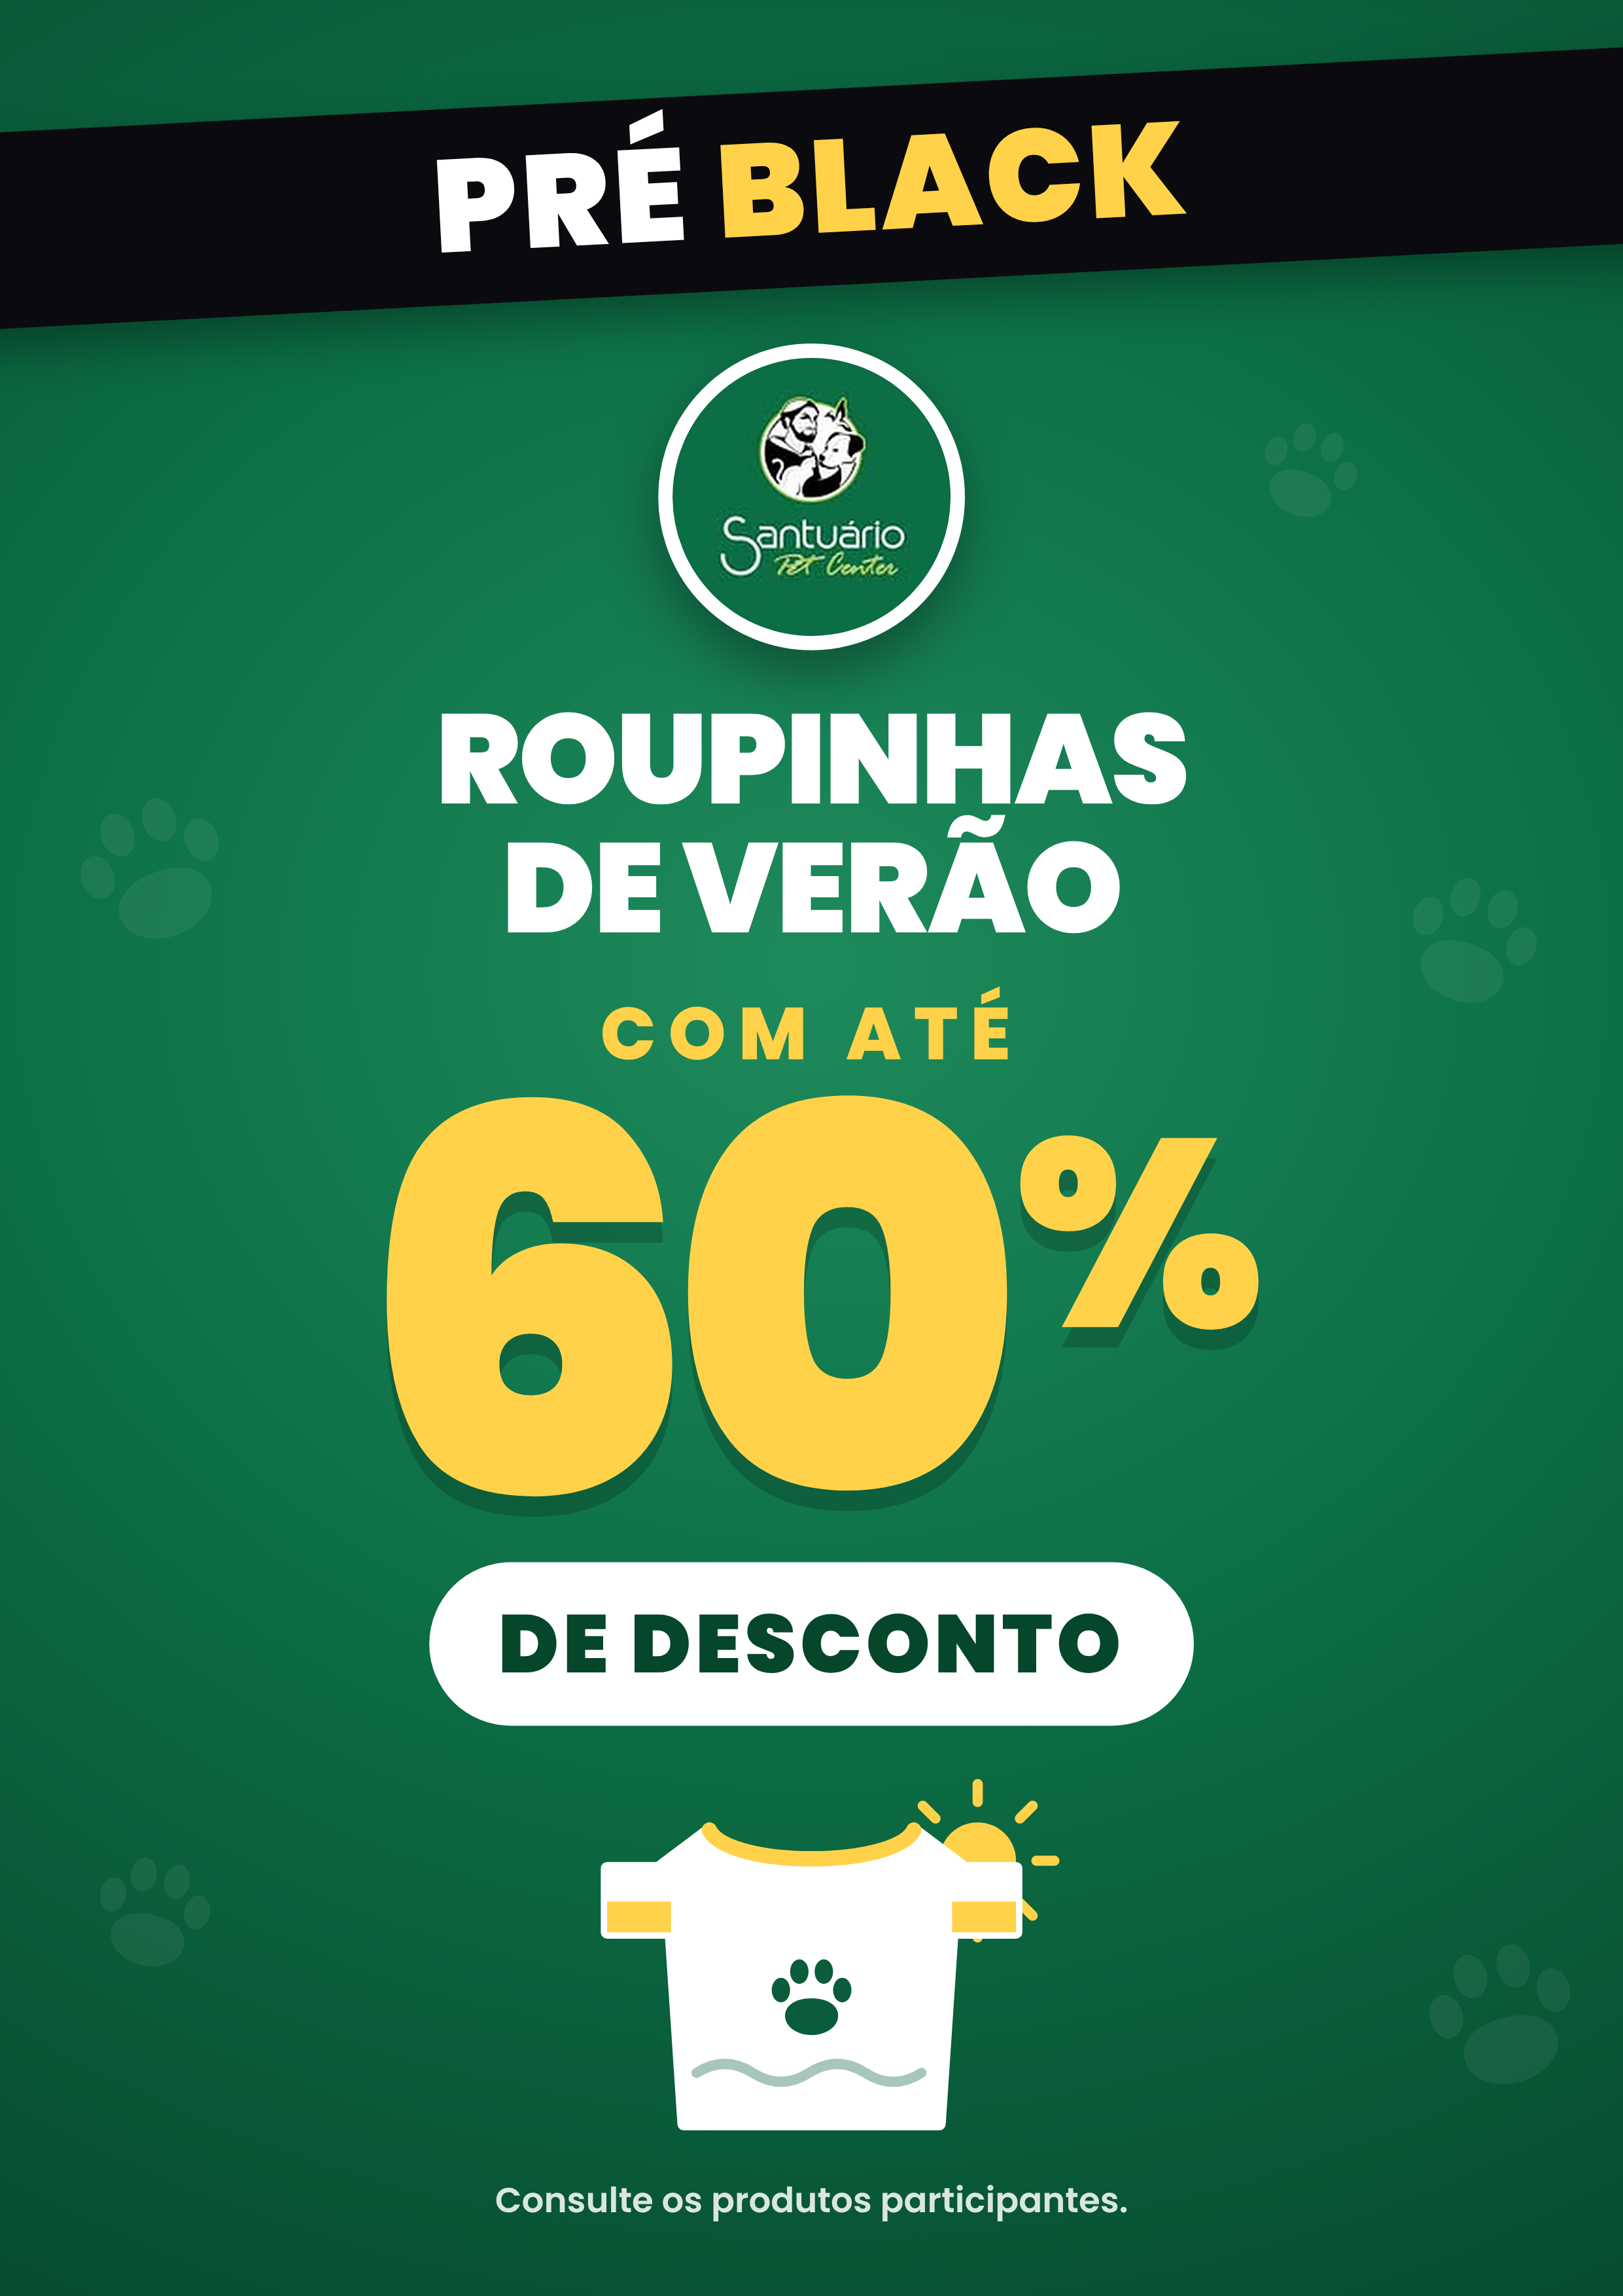 PRÉ BLACK
Santuário
Pet Center
ROUPINHAS
DE VERÃO
COM ATÉ
60%
DE DESCONTO
Consulte os produtos participantes.